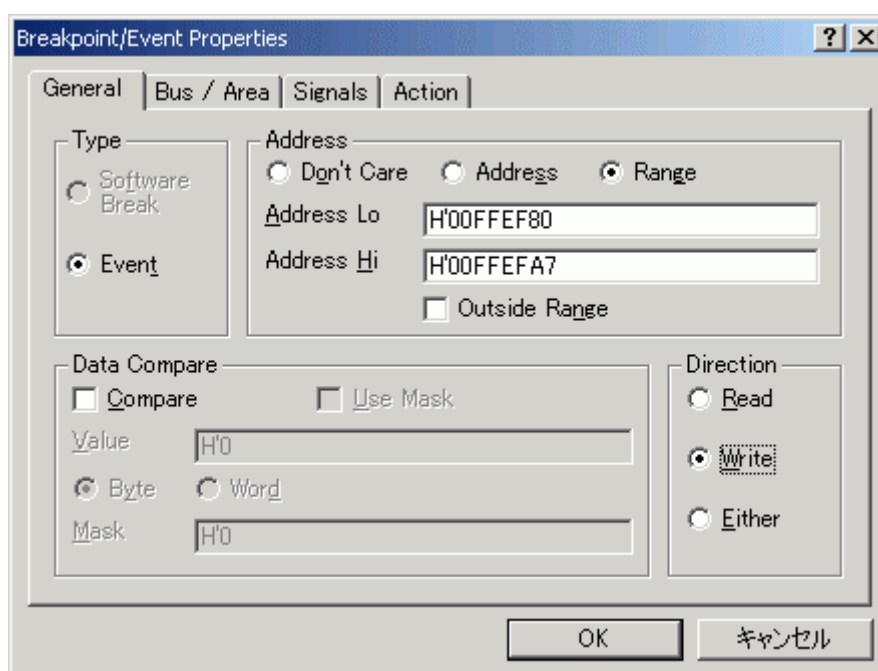 Breakpoint/Event Properties
General Bus / Area Signals Action
Type
Software Break
Event
Address
Don't Care Address Range
Address Lo H'00FFEF80
Address Hi H'00FFEFA7
Outside Range
Data Compare
Compare Use Mask
Value H'0
Byte Word
Mask H'0
Direction
Read
Write
Either
OK キャンセル